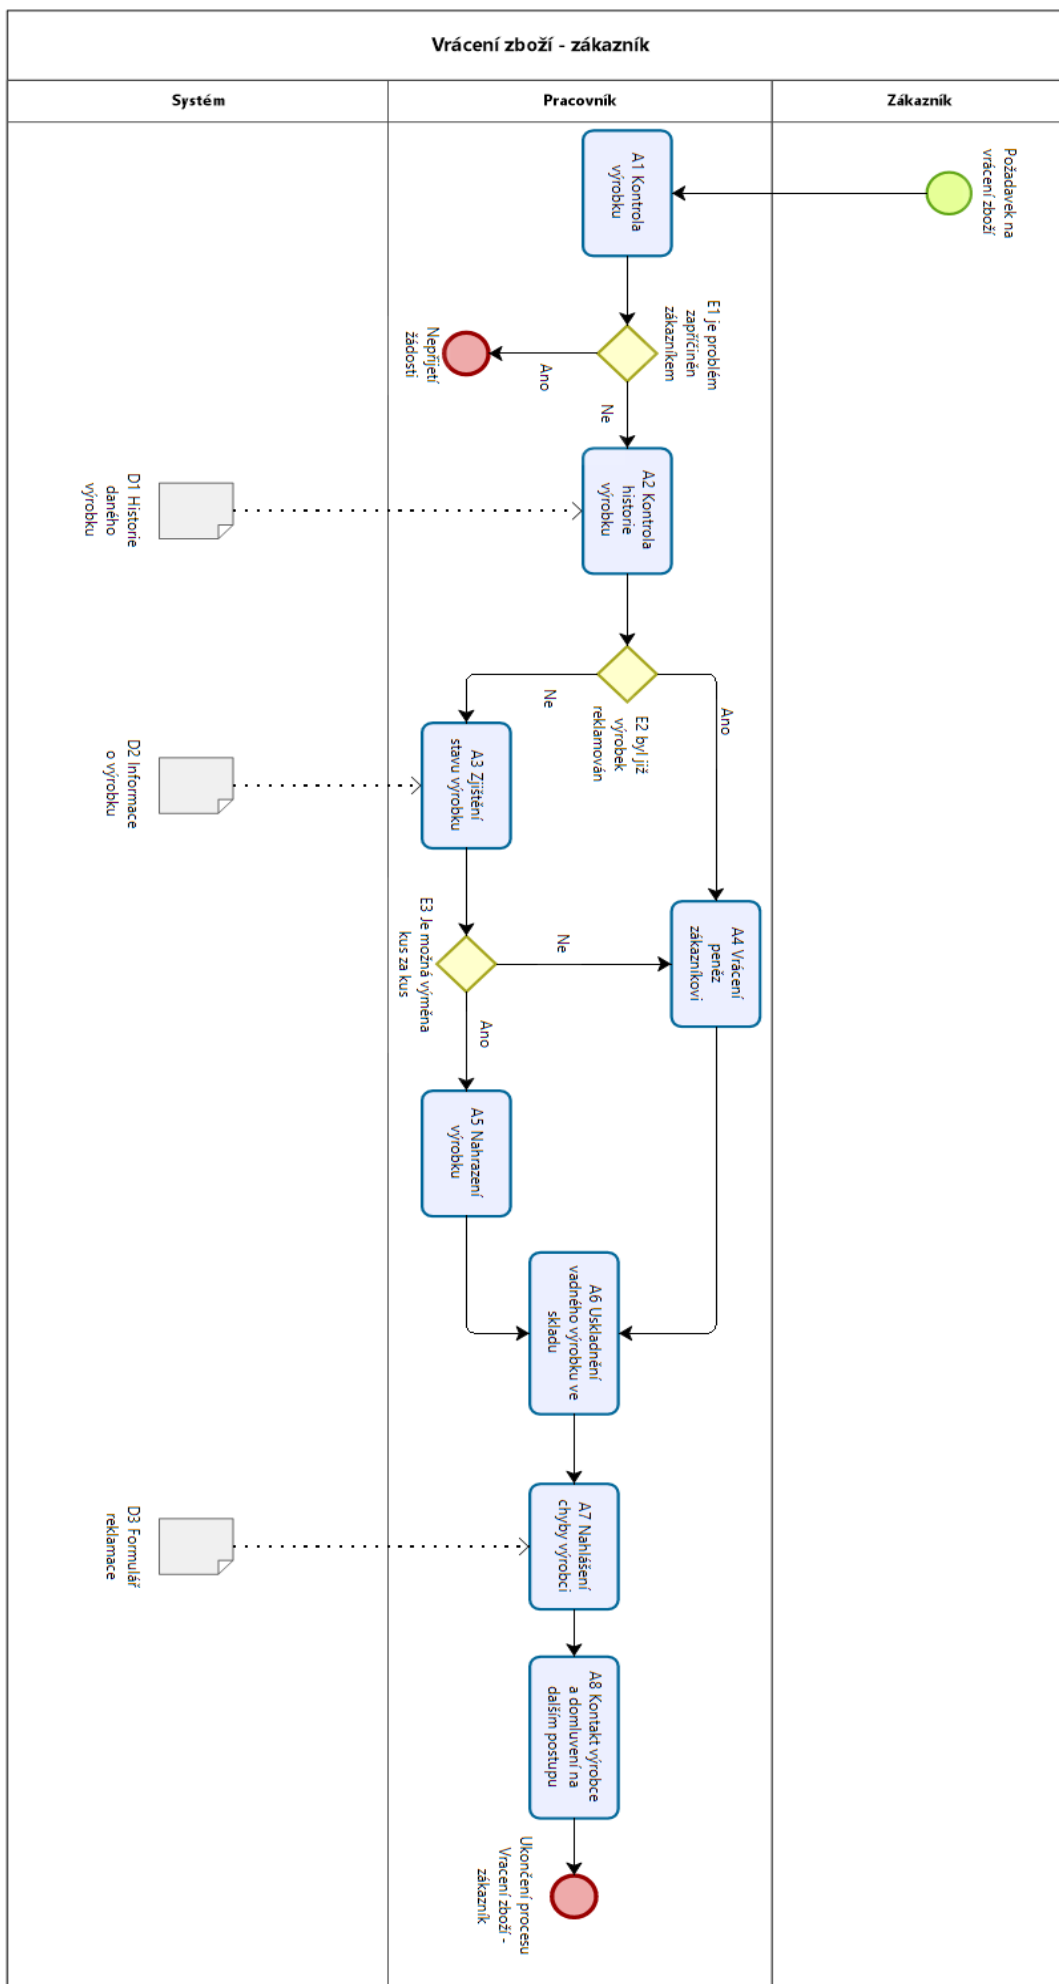 Vrácení zboží - zákazník
Systém
Pracovník
Zákazník
Požadavek na
vrácení zboží
A1 Kontrola
výrobku
E1 je problém
zapříčiněn
zákazníkem
Ano
Nepřijetí
žádosti
Ne
A2 Kontrola
historie
výrobku
D1 Historie
daného
výrobku
E2 byl již
výrobek
reklamován
Ano
Ne
A3 Zjištění
stavu výrobku
D2 Informace
o výrobku
E3 Je možná výměna
kus za kus
Ne
Ano
A4 Vrácení
peněz
zákazníkovi
A5 Nahrazení
výrobku
A6 Uskladnění
vadného výrobku ve
skladu
A7 Nahlášení
chyby výrobci
D3 Formulář
reklamace
A8 Kontakt výrobce
a domluvení na
dalším postupu
Ukončení procesu
Vracení zboží -
zákazník